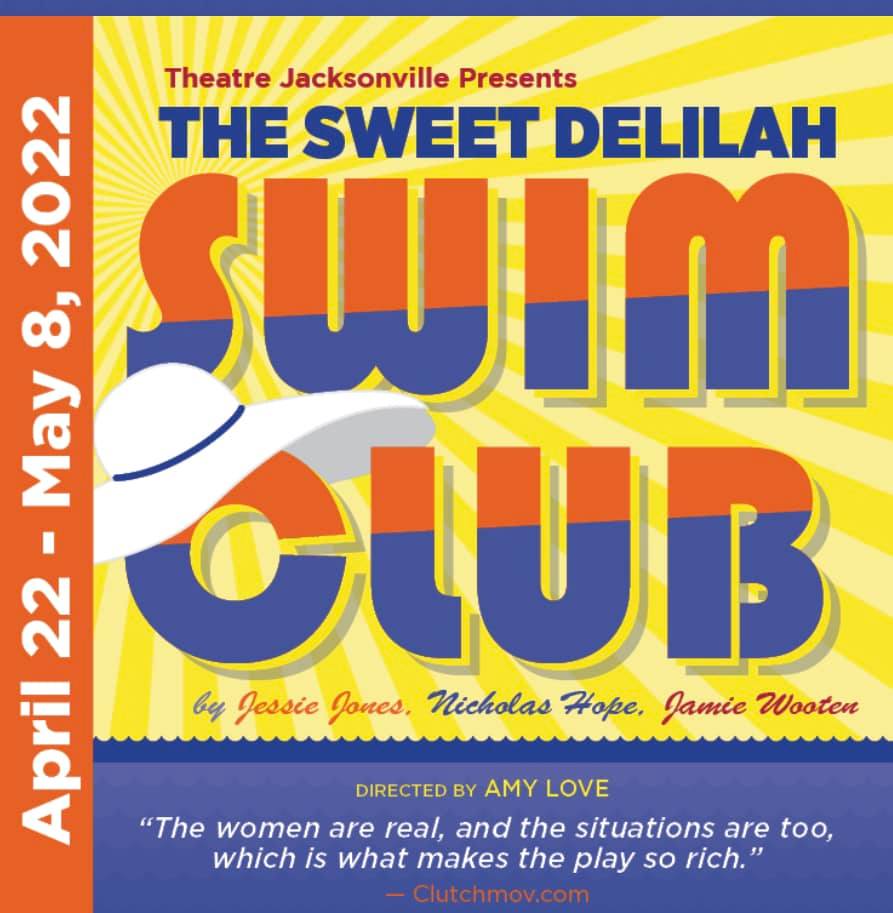 April 22 - May 8, 2022
Theatre Jacksonville Presents
THE SWEET DELILAH
SWIM
CLUB
by Jessie Jones, Nicholas Hope, Jamie Wooten
DIRECTED BY AMY LOVE
“The women are real, and the situations are too,
which is what makes the play so rich.”
— Clutchmov.com